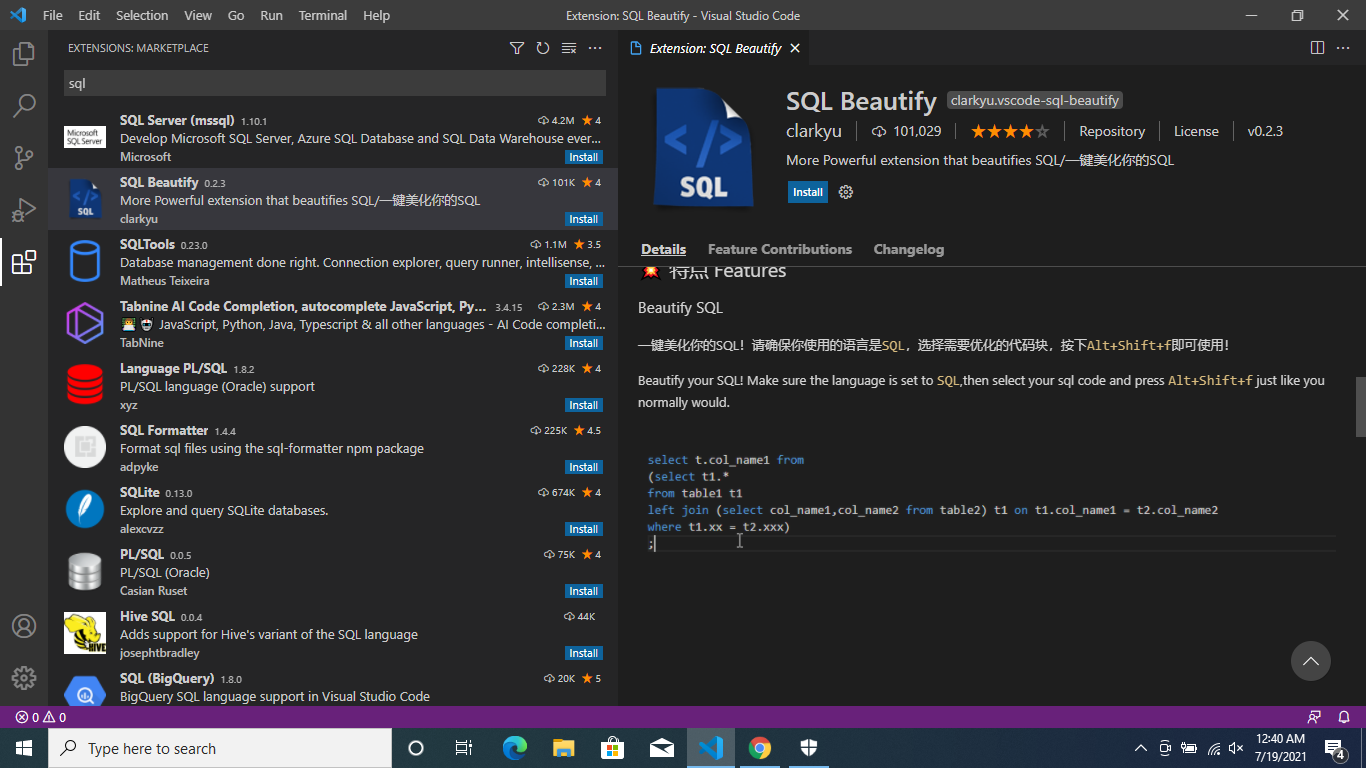 File Edit Selection View Go Run Terminal Help
Extension: SQL Beautify - Visual Studio Code
EXTENSIONS: MARKETPLACE
sql
SQL Server (mssql) 1.10.1 4.2M 4
Develop Microsoft SQL Server, Azure SQL Database and SQL Data Warehouse ever...
Microsoft Install
SQL Beautify 0.2.3 101K 4
More Powerful extension that beautifies SQL/一键美化你的SQL
clarkyu Install
SQLTools 0.23.0 1.1M 3.5
Database management done right. Connection explorer, query runner, intellisense, ...
Matheus Teixeira Install
Tabnine AI Code Completion, autocomplete JavaScript, Py... 3.4.15 2.3M 4
JavaScript, Python, Java, Typescript & all other languages - AI Code completi...
TabNine Install
Language PL/SQL 1.8.2 228K 4
PL/SQL language (Oracle) support
xyz Install
SQL Formatter 1.4.4 225K 4.5
Format sql files using the sql-formatter npm package
adpyke Install
SQLite 0.13.0 674K 4
Explore and query SQLite databases.
alexcvzz Install
PL/SQL 0.0.5 75K 4
PL/SQL (Oracle)
Casian Ruset Install
Hive SQL 0.0.4 44K
Adds support for Hive's variant of the SQL language
josephtbradley Install
SQL (BigQuery) 1.8.0 20K 5
BigQuery SQL language support in Visual Studio Code
Microsoft
SQL Server
SQL
HIVE
Extension: SQL Beautify
SQL
SQL Beautify clarkyu.vscode-sql-beautify
clarkyu 101,029 Repository License v0.2.3
More Powerful extension that beautifies SQL/一键美化你的SQL
Install
Details Feature Contributions Changelog
特点 Features
Beautify SQL
一键美化你的SQL！请确保你使用的语言是SQL，选择需要优化的代码块，按下Alt+Shift+f即可使用！
Beautify your SQL! Make sure the language is set to SQL,then select your sql code and press Alt+Shift+f just like you
normally would.
select t.col_name1 from
(select t1.*
from table1 t1
left join (select col_name1,col_name2 from table2) t1 on t1.col_name1 = t2.col_name2
where t1.xx = t2.xxx)
;
0 0
Type here to search
12:40 AM
7/19/2021
4